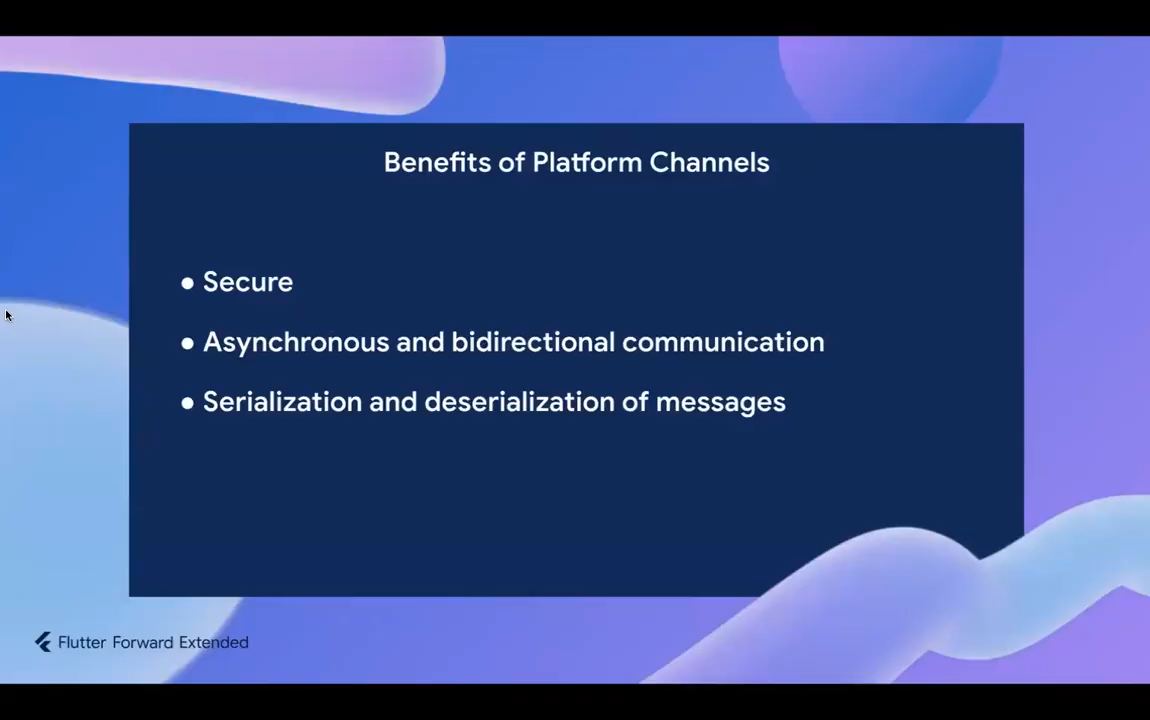 Benefits of Platform Channels
● Secure
● Asynchronous and bidirectional communication
● Serialization and deserialization of messages
Flutter Forward Extended